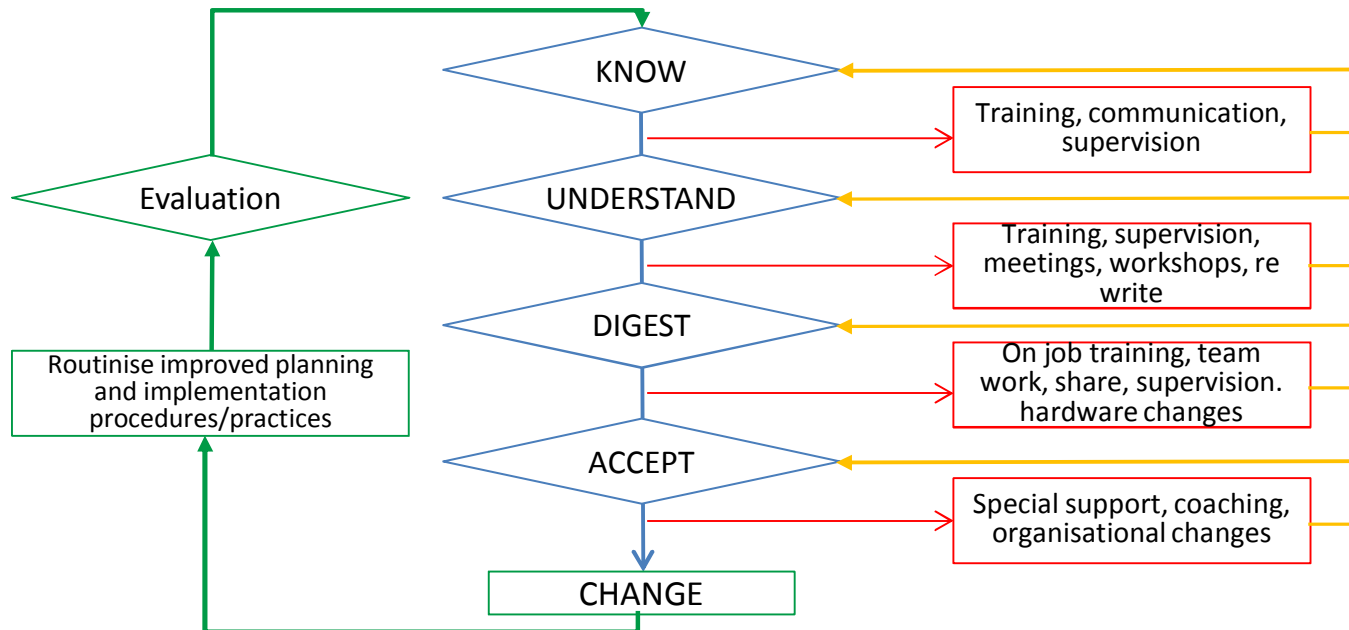 KNOW
Training, communication,
supervision
Evaluation
UNDERSTAND
Training, supervision,
meetings, workshops, re
write
DIGEST
Routinise improved planning
and implementation
procedures/practices
On job training, team
work, share, supervision.
hardware changes
ACCEPT
Special support, coaching,
organisational changes
CHANGE